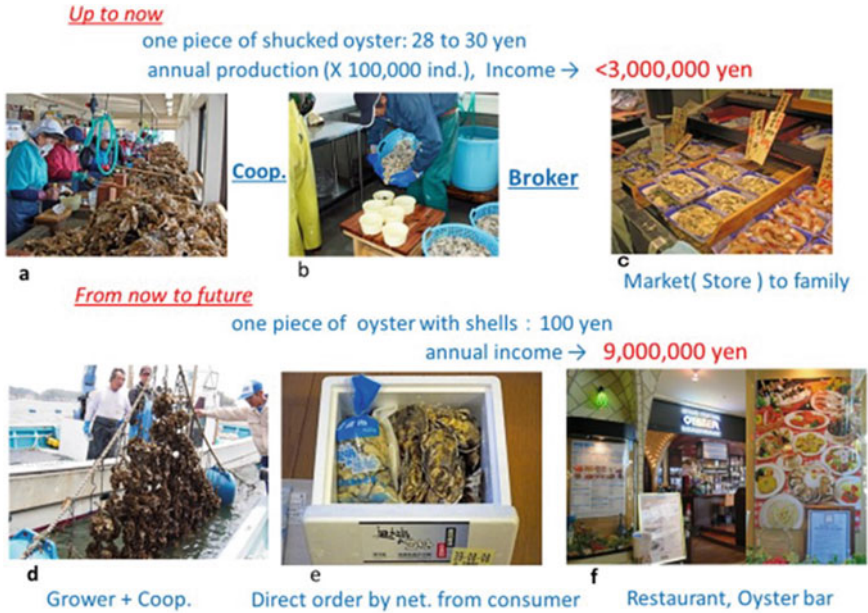 Up to now
one piece of shucked oyster: 28 to 30 yen
annual production (X 100,000 ind.), Income → <3,000,000 yen
Coop.
Broker
a
b
c
Market( Store ) to family
From now to future
one piece of oyster with shells : 100 yen
annual income → 9,000,000 yen
OYSTER
d
e
f
Grower + Coop.
Direct order by net. from consumer
Restaurant, Oyster bar